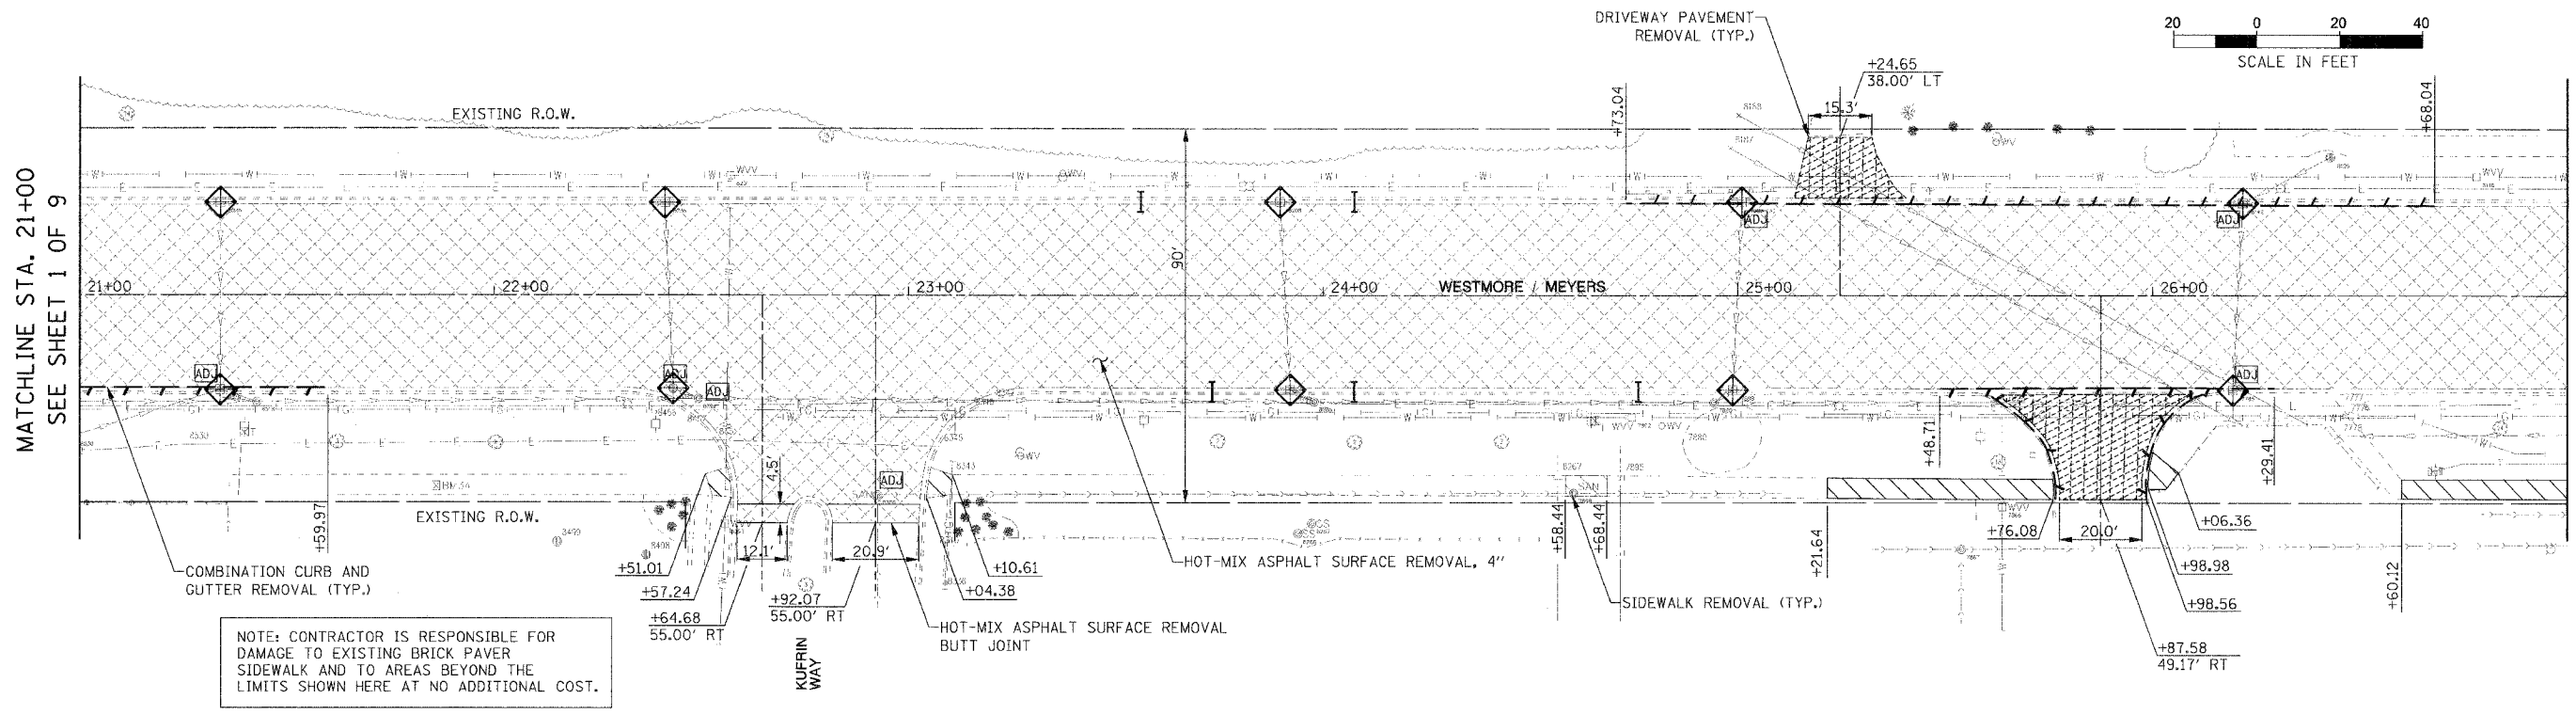 DRIVEWAY PAVEMENT
REMOVAL (TYP.)
20 0 20 40
SCALE IN FEET
+24.65
38.00' LT
+73.04
15.3'
+68.04
8188
8187
EXISTING R.O.W.
MATCHLINE STA. 21+00
SEE SHEET 1 OF 9
90'
ADJ
ADJ
21+00
22+00
23+00
24+00
WESTMORE / MEYERS
25+00
26+00
ADJ
ADJ
ADJ
ADJ
ADJ
+59.97
EXISTING R.O.W.
4.5'
12.1'
20.9'
+51.01
+57.24
+64.68
55.00' RT
+92.07
55.00' RT
+10.61
+04.38
KUFRIN
WAY
HOT-MIX ASPHALT SURFACE REMOVAL, 4"
HOT-MIX ASPHALT SURFACE REMOVAL
BUTT JOINT
8267
7895
7880
SAN
+58.44
+68.44
SIDEWALK REMOVAL (TYP.)
+21.64
+48.71
+29.41
+76.08
20.0'
+06.36
+98.98
+98.56
+87.58
49.17' RT
+60.12
COMBINATION CURB AND
GUTTER REMOVAL (TYP.)
NOTE: CONTRACTOR IS RESPONSIBLE FOR
DAMAGE TO EXISTING BRICK PAVER
SIDEWALK AND TO AREAS BEYOND THE
LIMITS SHOWN HERE AT NO ADDITIONAL COST.